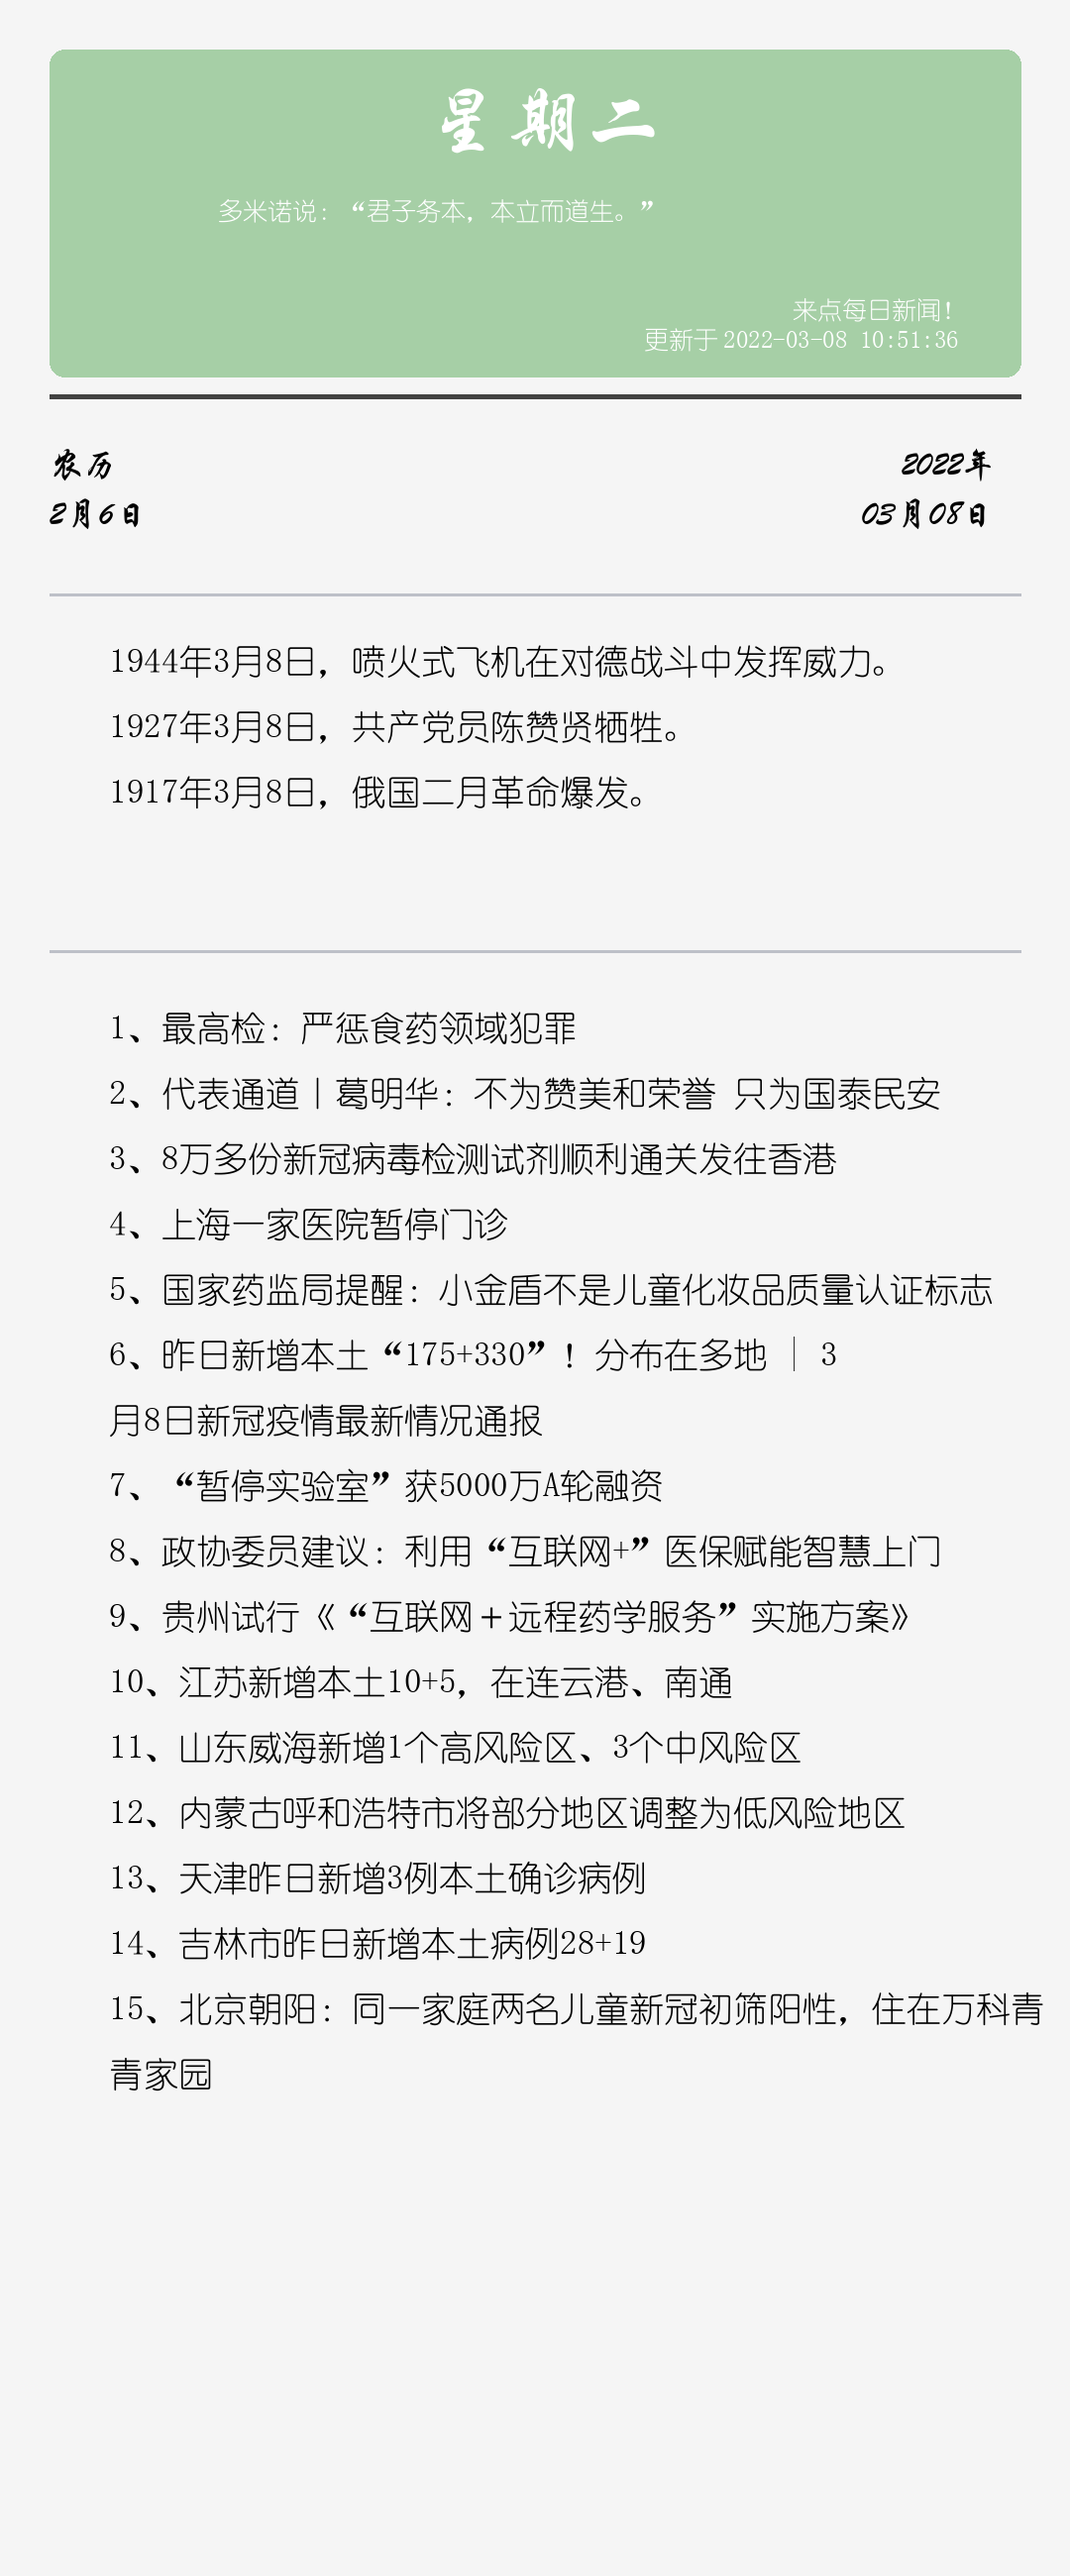 星期二
多米诺说：“君子务本，本立而道生。”
来点每日新闻！
更新于 2022-03-08 10:51:36
农历
2月6日
2022年
03月08日
1944年3月8日，喷火式飞机在对德战斗中发挥威力。
1927年3月8日，共产党员陈赞贤牺牲。
1917年3月8日，俄国二月革命爆发。
1、最高检：严惩食药领域犯罪
2、代表通道丨葛明华：不为赞美和荣誉 只为国泰民安
3、8万多份新冠病毒检测试剂顺利通关发往香港
4、上海一家医院暂停门诊
5、国家药监局提醒：小金盾不是儿童化妆品质量认证标志
6、昨日新增本土“175+330”！分布在多地 │ 3
月8日新冠疫情最新情况通报
7、“暂停实验室”获5000万A轮融资
8、政协委员建议：利用“互联网+”医保赋能智慧上门
9、贵州试行《“互联网＋远程药学服务”实施方案》
10、江苏新增本土10+5，在连云港、南通
11、山东威海新增1个高风险区、3个中风险区
12、内蒙古呼和浩特市将部分地区调整为低风险地区
13、天津昨日新增3例本土确诊病例
14、吉林市昨日新增本土病例28+19
15、北京朝阳：同一家庭两名儿童新冠初筛阳性，住在万科青
青家园